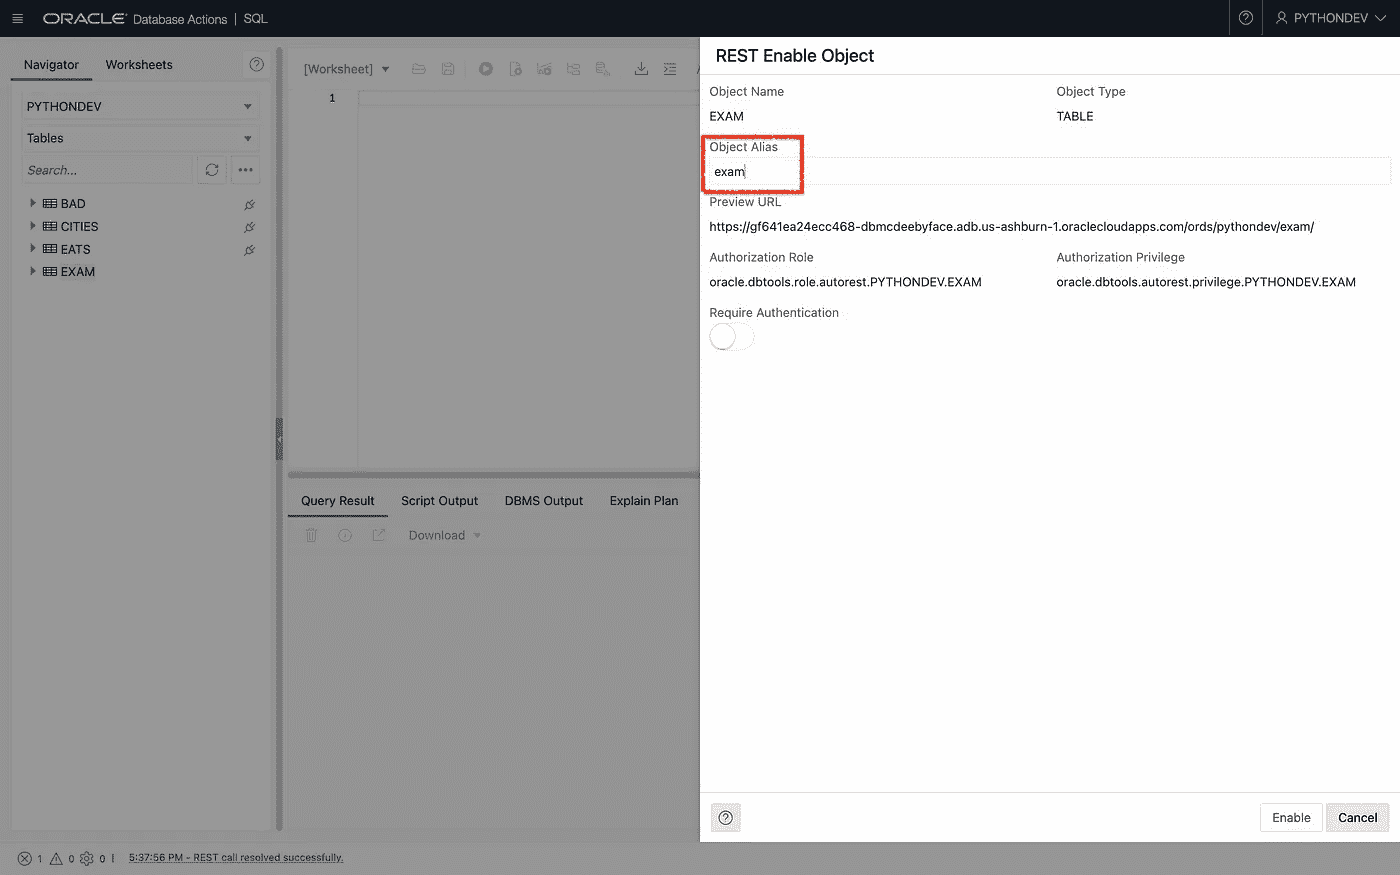 ORACLE Database Actions | SQL
PYTHONDEV
Navigator
Worksheets
PYTHONDEV
Tables
Search...
BAD
CITIES
EATS
EXAM
[Worksheet]
1
Query Result
Script Output
DBMS Output
Explain Plan
Download
REST Enable Object
Object Name
Object Type
EXAM
TABLE
Object Alias
exam
Preview URL
https://gf641ea24ecc468-dbmcdeebyface.adb.us-ashburn-1.oraclecloudapps.com/ords/pythondev/exam/
Authorization Role
Authorization Privilege
oracle.dbtools.role.autorest.PYTHONDEV.EXAM
oracle.dbtools.autorest.privilege.PYTHONDEV.EXAM
Require Authentication
Enable
Cancel
1 0 0 | 5:37:56 PM - REST call resolved successfully.